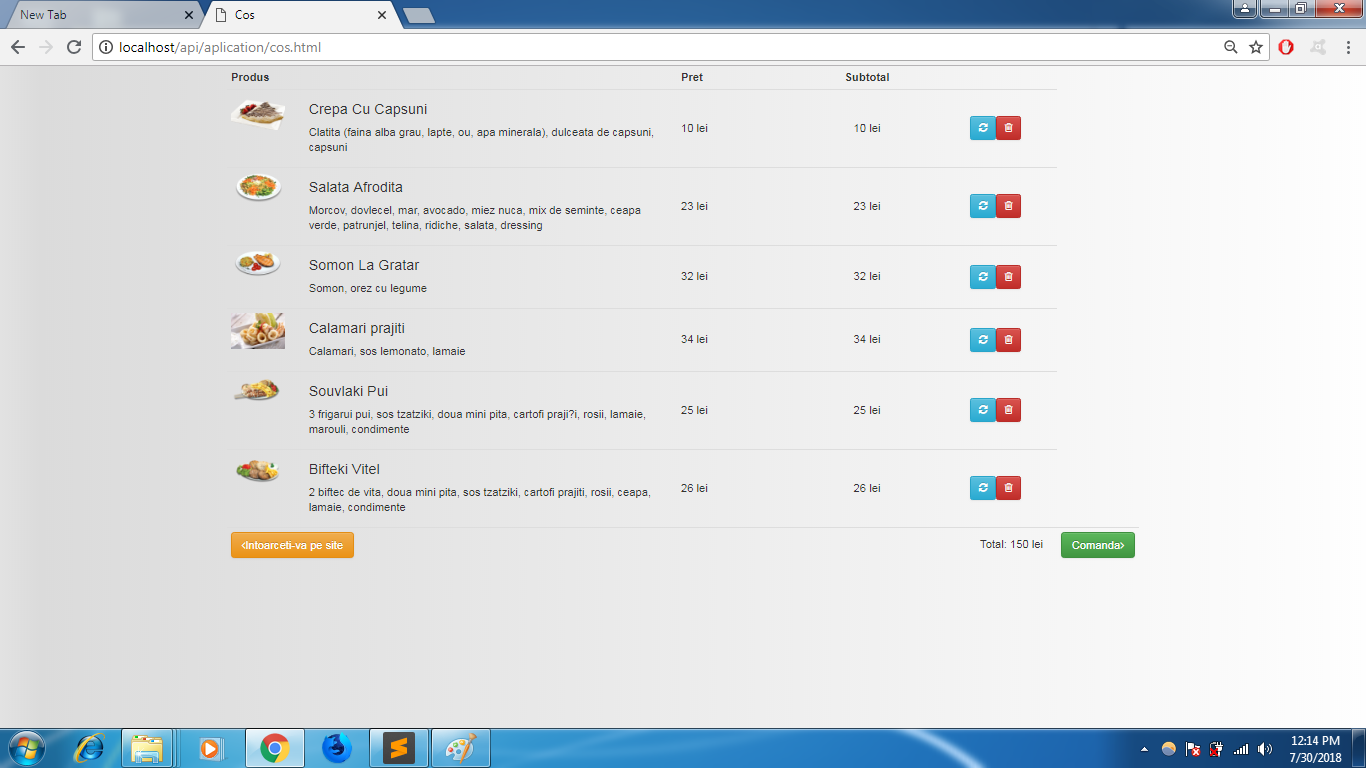 New Tab
Cos
localhost/api/aplication/cos.html
Produs Pret Subtotal
Crepa Cu Capsuni
Clatita (faina alba grau, lapte, ou, apa minerala), dulceata de capsuni,
capsuni
10 lei 10 lei
Salata Afrodita
Morcov, dovlecel, mar, avocado, miez nuca, mix de seminte, ceapa
verde, patrunjel, telina, ridiche, salata, dressing
23 lei 23 lei
Somon La Gratar
Somon, orez cu legume
32 lei 32 lei
Calamari prajiti
Calamari, sos lemonato, lamaie
34 lei 34 lei
Souvlaki Pui
3 frigarui pui, sos tzatziki, doua mini pita, cartofi praji?i, rosii, lamaie,
marouli, condimente
25 lei 25 lei
Bifteki Vitel
2 biftec de vita, doua mini pita, sos tzatziki, cartofi prajiti, rosii, ceapa,
lamaie, condimente
26 lei 26 lei
‹Intoarceti-va pe site Total: 150 lei Comanda›
12:14 PM
7/30/2018